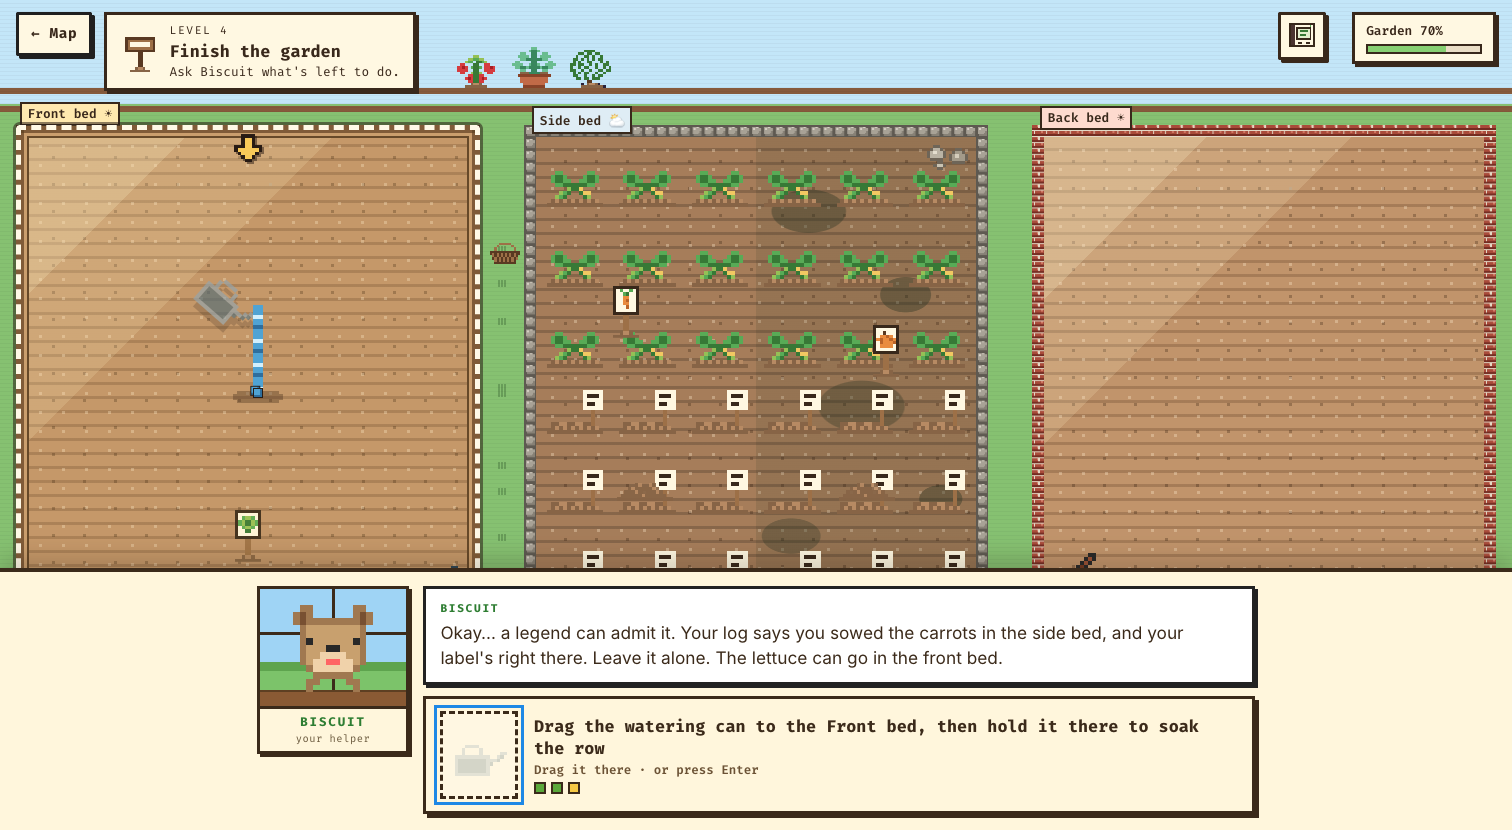 ← Map
LEVEL 4
Finish the garden
Ask Biscuit what's left to do.
Garden 70%
Front bed ☀
Side bed ⛅
Back bed ☀
BISCUIT
Okay... a legend can admit it. Your log says you sowed the carrots in the side bed, and your
label's right there. Leave it alone. The lettuce can go in the front bed.
BISCUIT
your helper
Drag the watering can to the Front bed, then hold it there to soak
the row
Drag it there · or press Enter